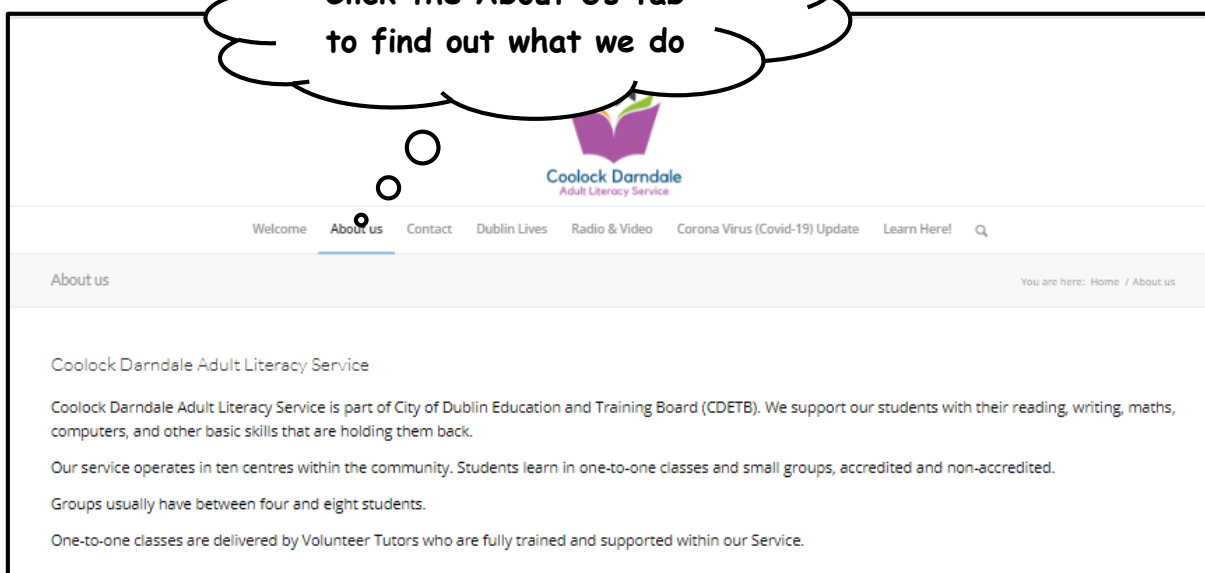 Click the About Us tab
to find out what we do
Coolock Darndale
Adult Literacy Service
Welcome About us Contact Dublin Lives Radio & Video Corona Virus (Covid-19) Update Learn Here!
About us You are here: Home / About us
Coolock Darndale Adult Literacy Service
Coolock Darndale Adult Literacy Service is part of City of Dublin Education and Training Board (CDETB). We support our students with their reading, writing, maths,
computers, and other basic skills that are holding them back.
Our service operates in ten centres within the community. Students learn in one-to-one classes and small groups, accredited and non-accredited.
Groups usually have between four and eight students.
One-to-one classes are delivered by Volunteer Tutors who are fully trained and supported within our Service.